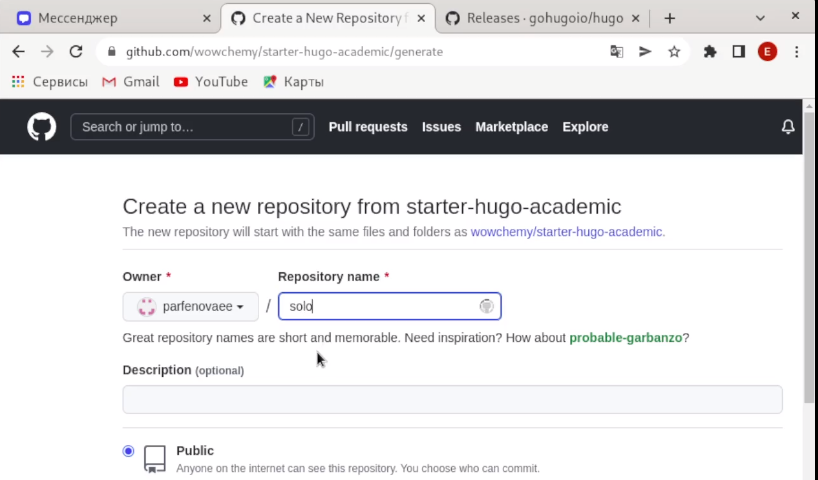 Мессенджер
Create a New Repository f
Releases · gohugoio/hugo
github.com/wowchemy/starter-hugo-academic/generate
E
Сервисы
Gmail
YouTube
Карты
Search or jump to…
/
Pull requests
Issues
Marketplace
Explore
Create a new repository from starter-hugo-academic
The new repository will start with the same files and folders as wowchemy/starter-hugo-academic.
Owner * Repository name *
parfenovaee / solo
Great repository names are short and memorable. Need inspiration? How about probable-garbanzo?
Description (optional)
Public
Anyone on the internet can see this repository. You choose who can commit.